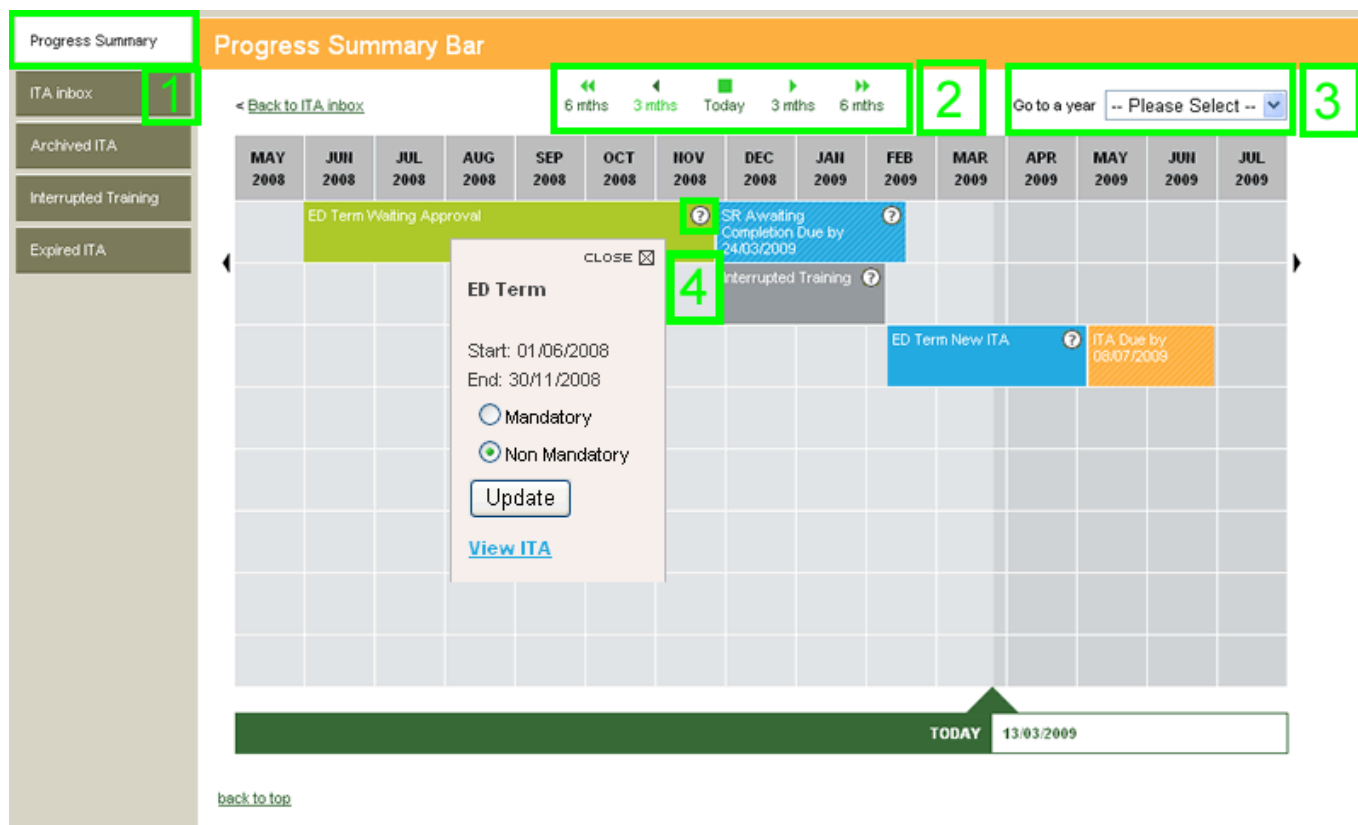 Progress Summary
ITA inbox
1
Archived ITA
Interrupted Training
Expired ITA
Progress Summary Bar
< Back to ITA inbox
6 mths 3 mths Today 3 mths 6 mths
2
Go to a year -- Please Select --
3
MAY JUN JUL AUG SEP OCT NOV DEC JAN FEB MAR APR MAY JUN JUL
2008 2008 2008 2008 2008 2008 2008 2008 2009 2009 2009 2009 2009 2009 2009
ED Term Waiting Approval ?
SR Awaiting ?
Completion Due by
24/03/2009
Interrupted Training ?
ED Term New ITA ?
ITA Due by
08/07/2009
CLOSE
4
ED Term
Start: 01/06/2008
End: 30/11/2008
Mandatory
Non Mandatory
Update
View ITA
TODAY 13/03/2009
back to top